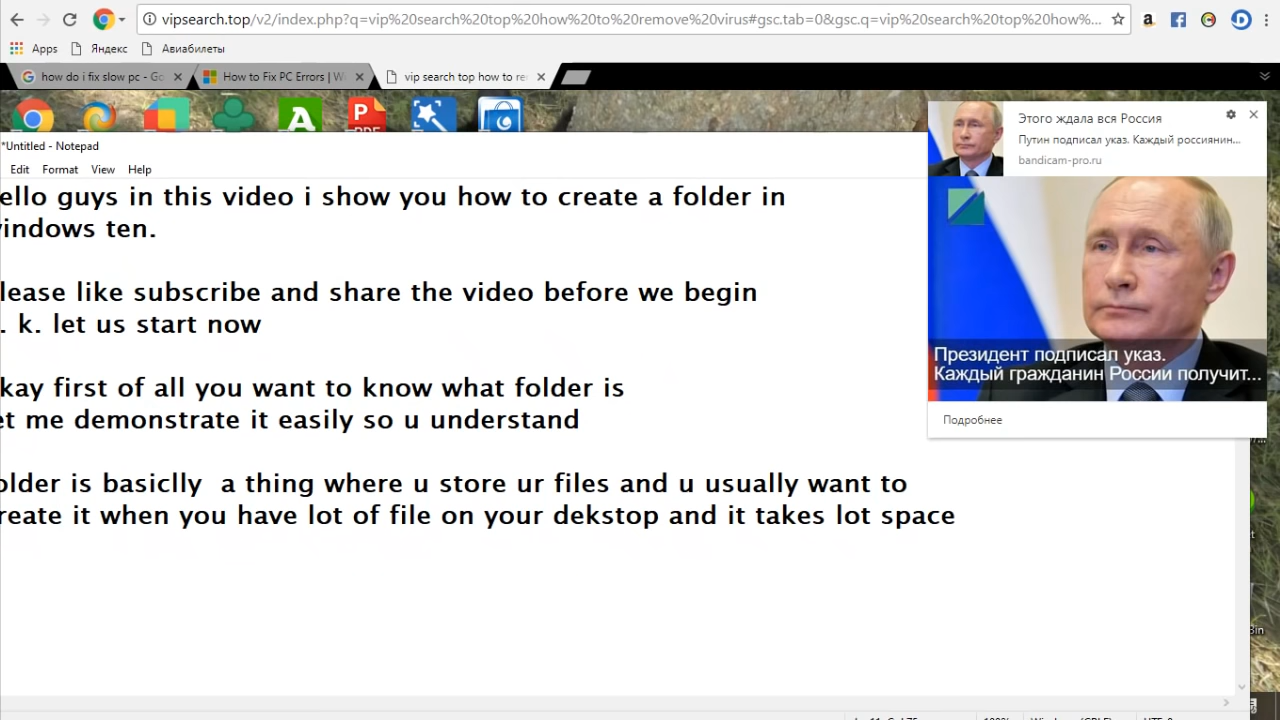 vipsearch.top/v2/index.php?q=vip%20search%20top%20how%20to%20remove%20virus#gsc.tab=0&gsc.q=vip%20search%20top%20how%...
Apps Яндекс Авиабилеты
how do i fix slow pc - Go
How to Fix PC Errors | Wi
vip search top how to re
*Untitled - Notepad
Edit Format View Help
ello guys in this video i show you how to create a folder in
indows ten.
lease like subscribe and share the video before we begin
. k. let us start now
kay first of all you want to know what folder is
et me demonstrate it easily so u understand
older is basiclly a thing where u store ur files and u usually want to
reate it when you have lot of file on your dekstop and it takes lot space
Этого ждала вся Россия
Путин подписал указ. Каждый россиянин...
bandicam-pro.ru
Президент подписал указ.
Каждый гражданин России получит...
Подробнее
Bin